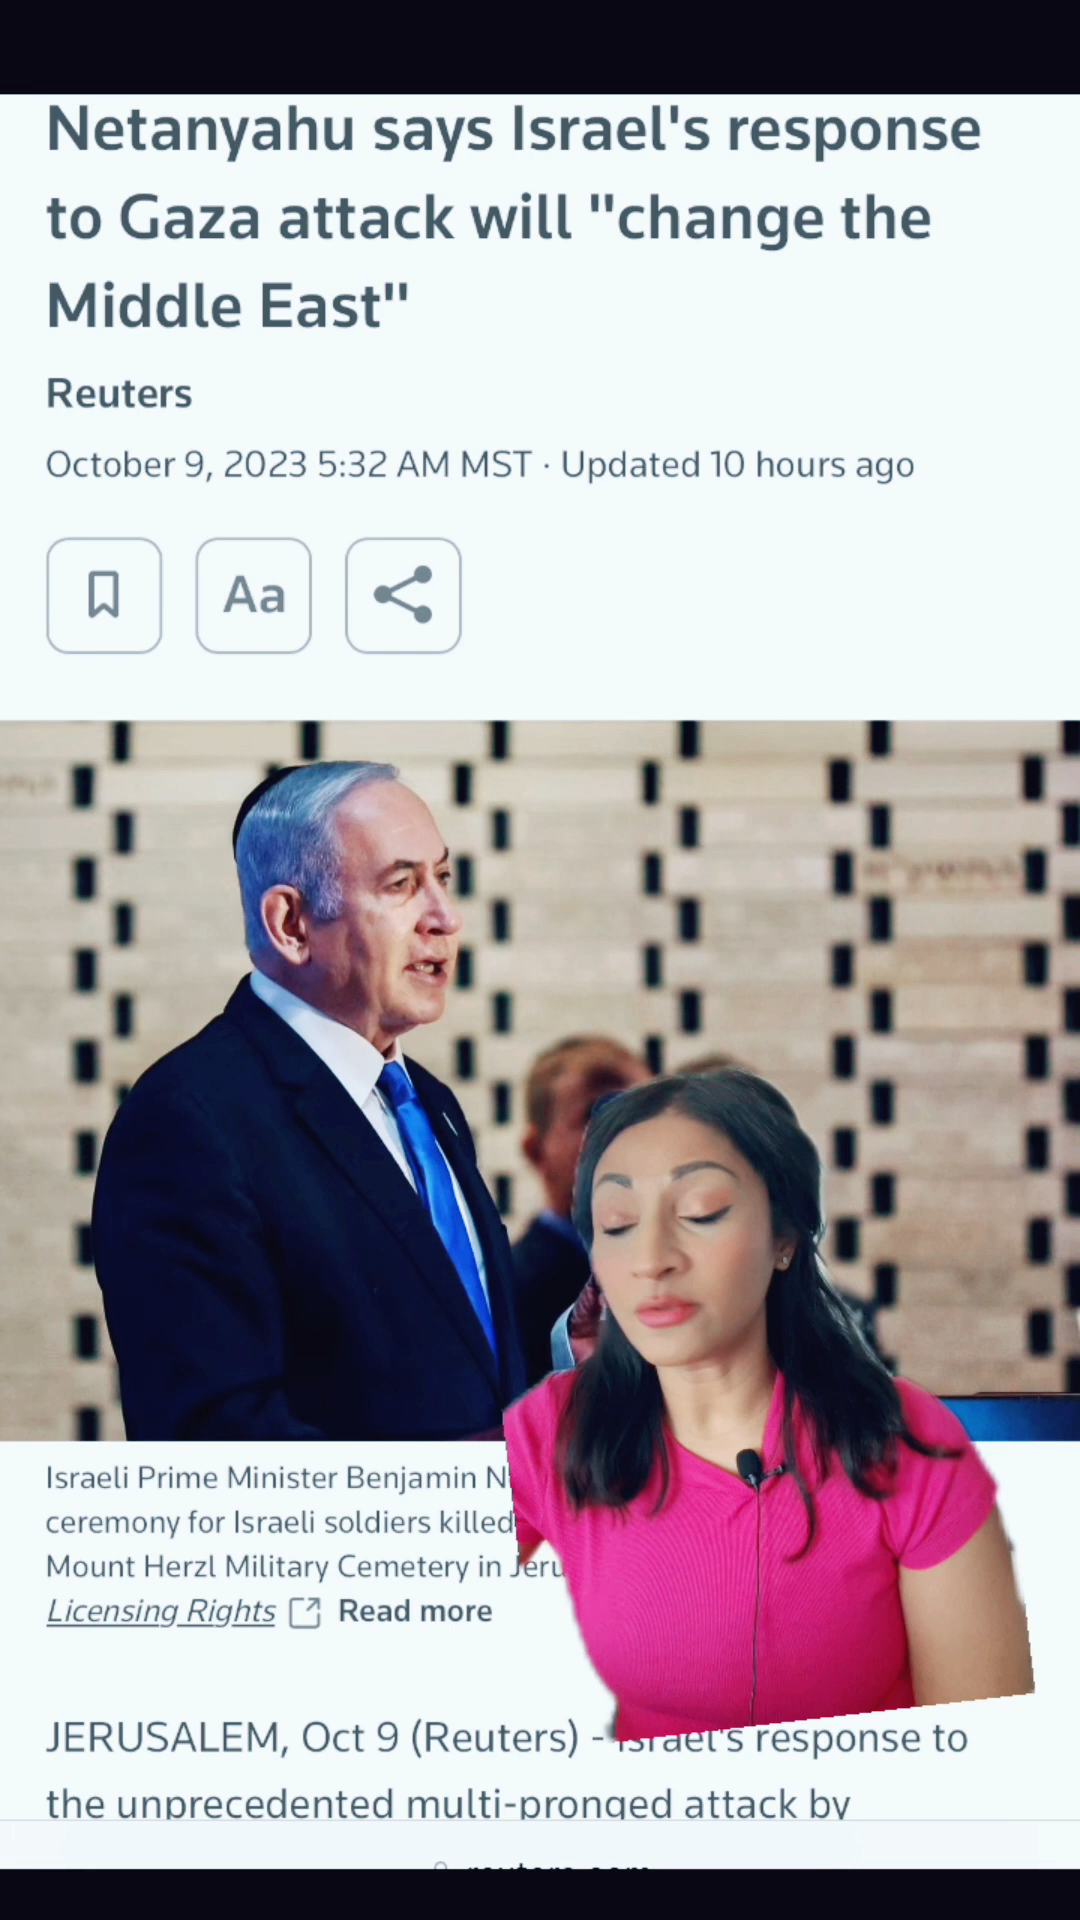 Netanyahu says Israel's response
to Gaza attack will "change the
Middle East"
Reuters
October 9, 2023 5:32 AM MST · Updated 10 hours ago
Aa
Israeli Prime Minister Benjamin
ceremony for Israeli soldiers killed
Mount Herzl Military Cemetery in
Licensing Rights Read more
JERUSALEM, Oct 9 (Reuters) - Israel's response to
the unprecedented multi-pronged attack by